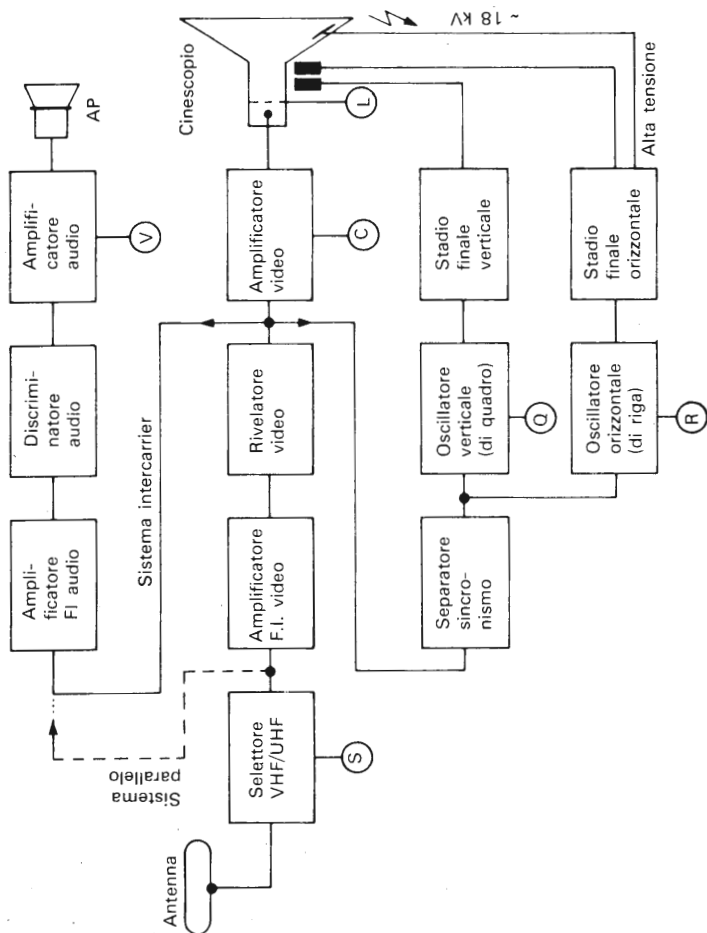 Ampli-
ficatore
FI audio
Discrimi-
natore
audio
Amplifi-
catore
audio
AP
V
Sistema
parallelo
Sistema intercarrier
Antenna
Selettore
VHF/UHF
S
Amplificatore
F.I. video
Rivelatore
video
Amplificatore
video
C
Cinescopio
L
~ 18 kV
Separatore
sincro-
nismo
Oscillatore
verticale
(di quadro)
Q
Stadio
finale
verticale
Oscillatore
orizzontale
(di riga)
R
Stadio
finale
orizzontale
Alta tensione